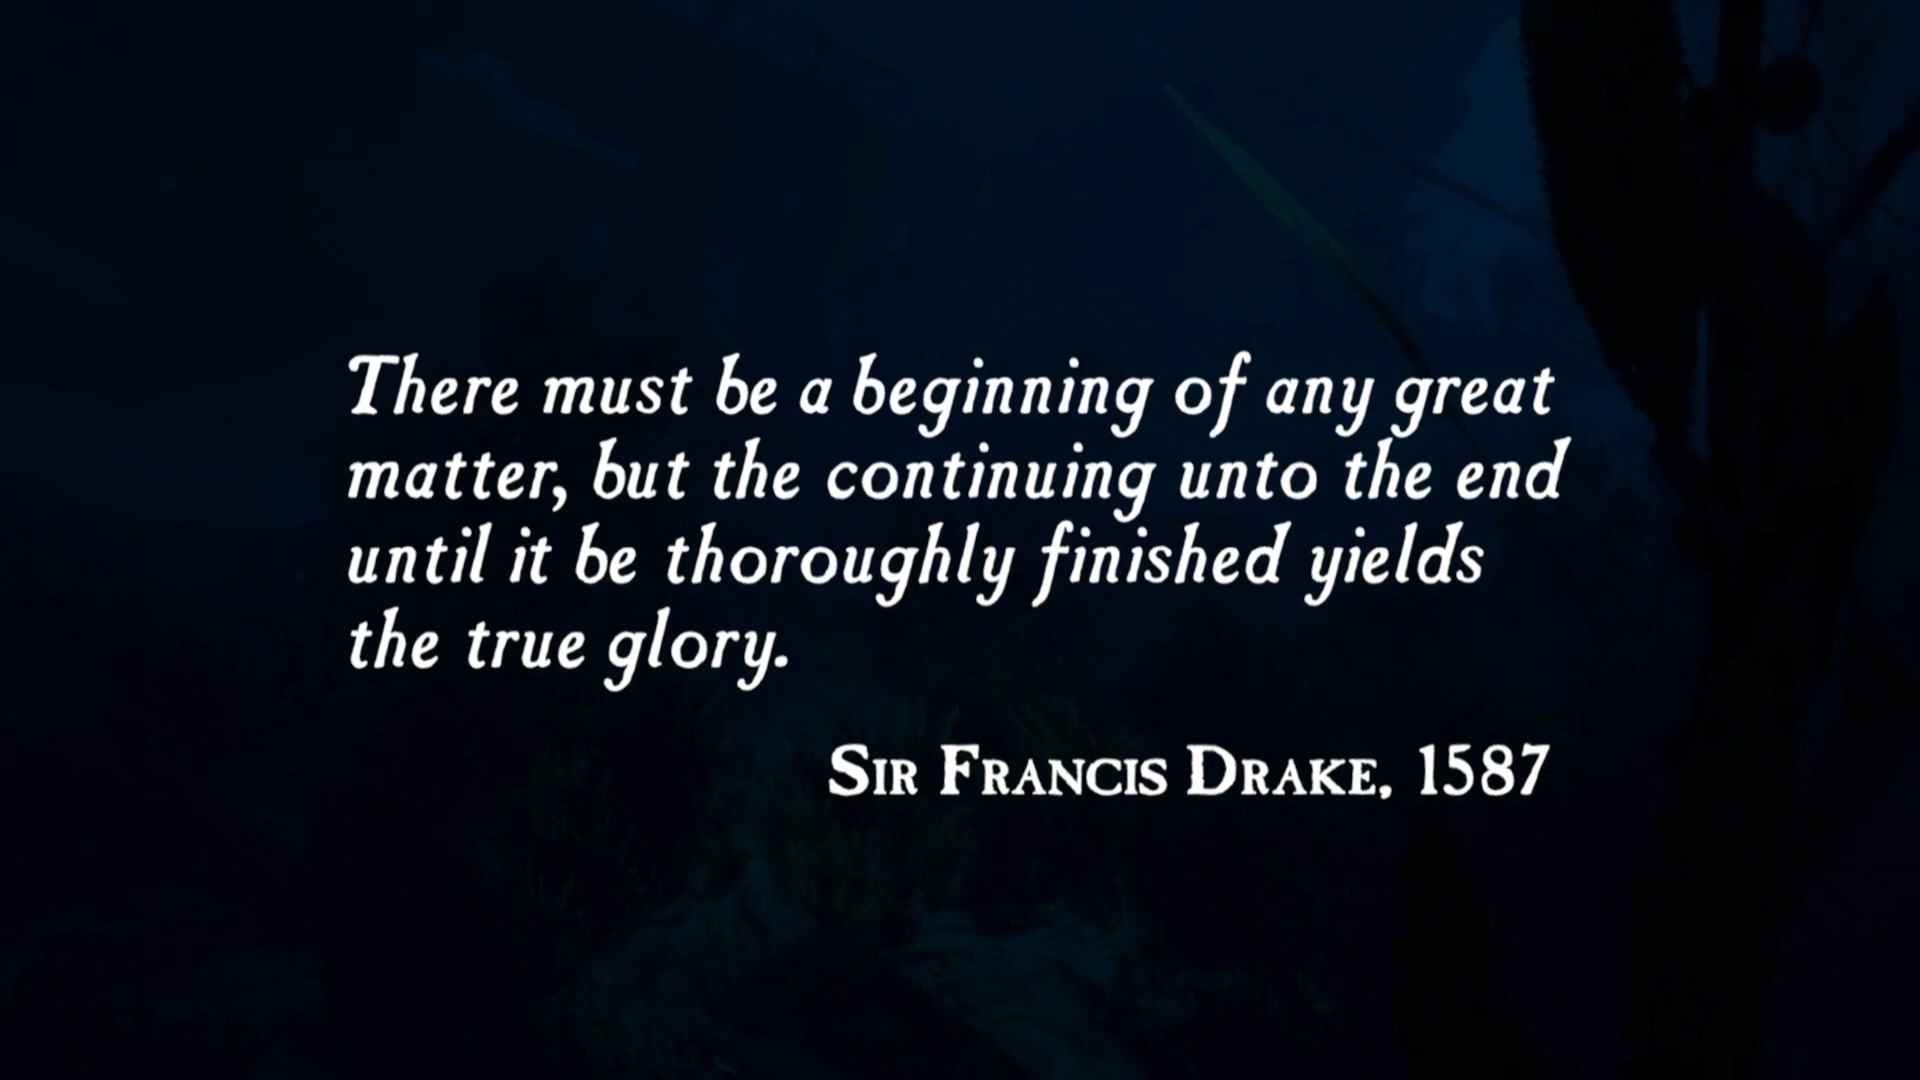 There must be a beginning of any great
matter, but the continuing unto the end
until it be thoroughly finished yields
the true glory.
Sir Francis Drake, 1587